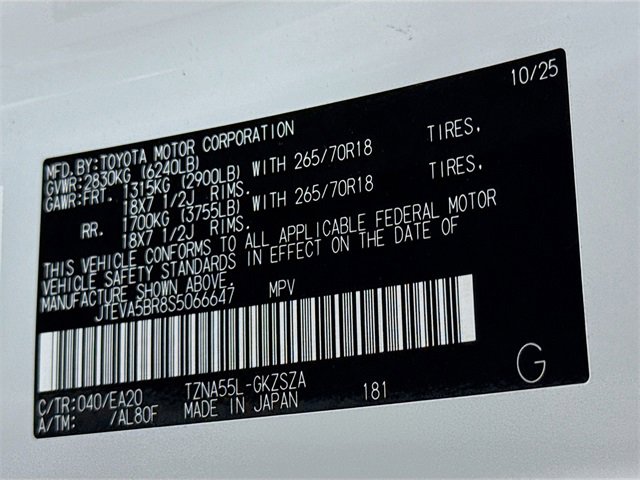 10/25
MFD.BY:TOYOTA MOTOR CORPORATION
GVWR:2830KG (6240LB)
GAWR:FRT. 1315KG (2900LB) WITH 265/70R18 TIRES,
18X7 1/2J RIMS.
RR. 1700KG (3755LB) WITH 265/70R18 TIRES,
18X7 1/2J RIMS.
THIS VEHICLE CONFORMS TO ALL APPLICABLE FEDERAL MOTOR
VEHICLE SAFETY STANDARDS IN EFFECT ON THE DATE OF
MANUFACTURE SHOWN ABOVE.
JTEVA5BR8S5066647 MPV
C/TR:040/EA20 TZNA55L-GKZSZA
A/TM: /AL80F MADE IN JAPAN 181
G